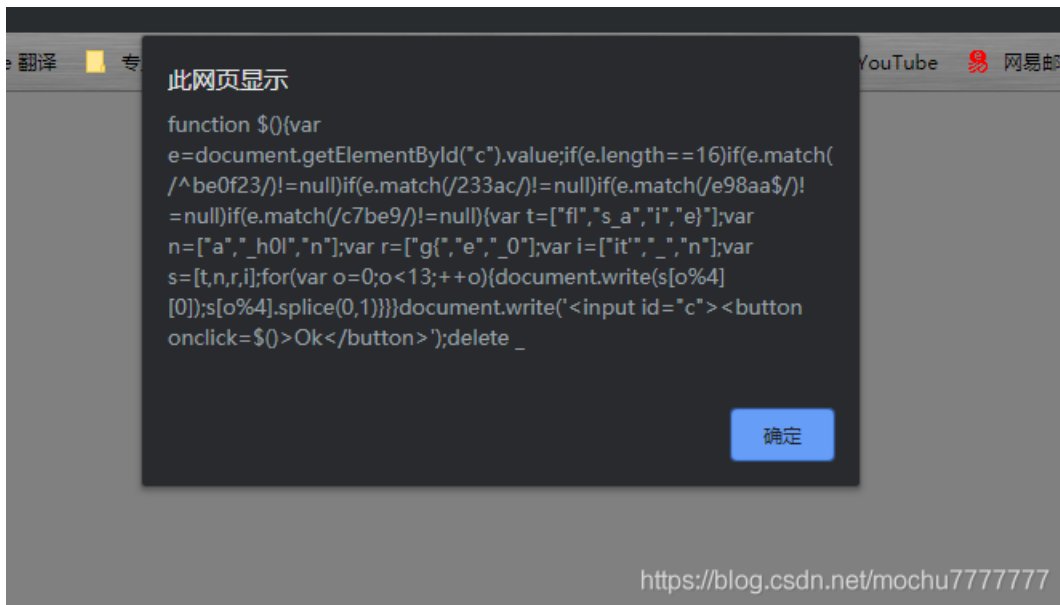 e 翻译
专
YouTube
网易邮
此网页显示
function $(){var
e=document.getElementById("c").value;if(e.length==16)if(e.match(
/^be0f23/)!=null)if(e.match(/233ac/)!=null)if(e.match(/e98aa$/)!
=null)if(e.match(/c7be9/)!=null){var t=["fl","s_a","i","e}"];var
n=["a","_h0l","n"];var r=["g{","e","_0"];var i=["it'","_","n"];var
s=[t,n,r,i];for(var o=0;o<13;++o){document.write(s[o%4]
[0]);s[o%4].splice(0,1)}}}document.write('<input id="c"><button
onclick=$()>Ok</button>');delete _
确定
https://blog.csdn.net/mochu7777777